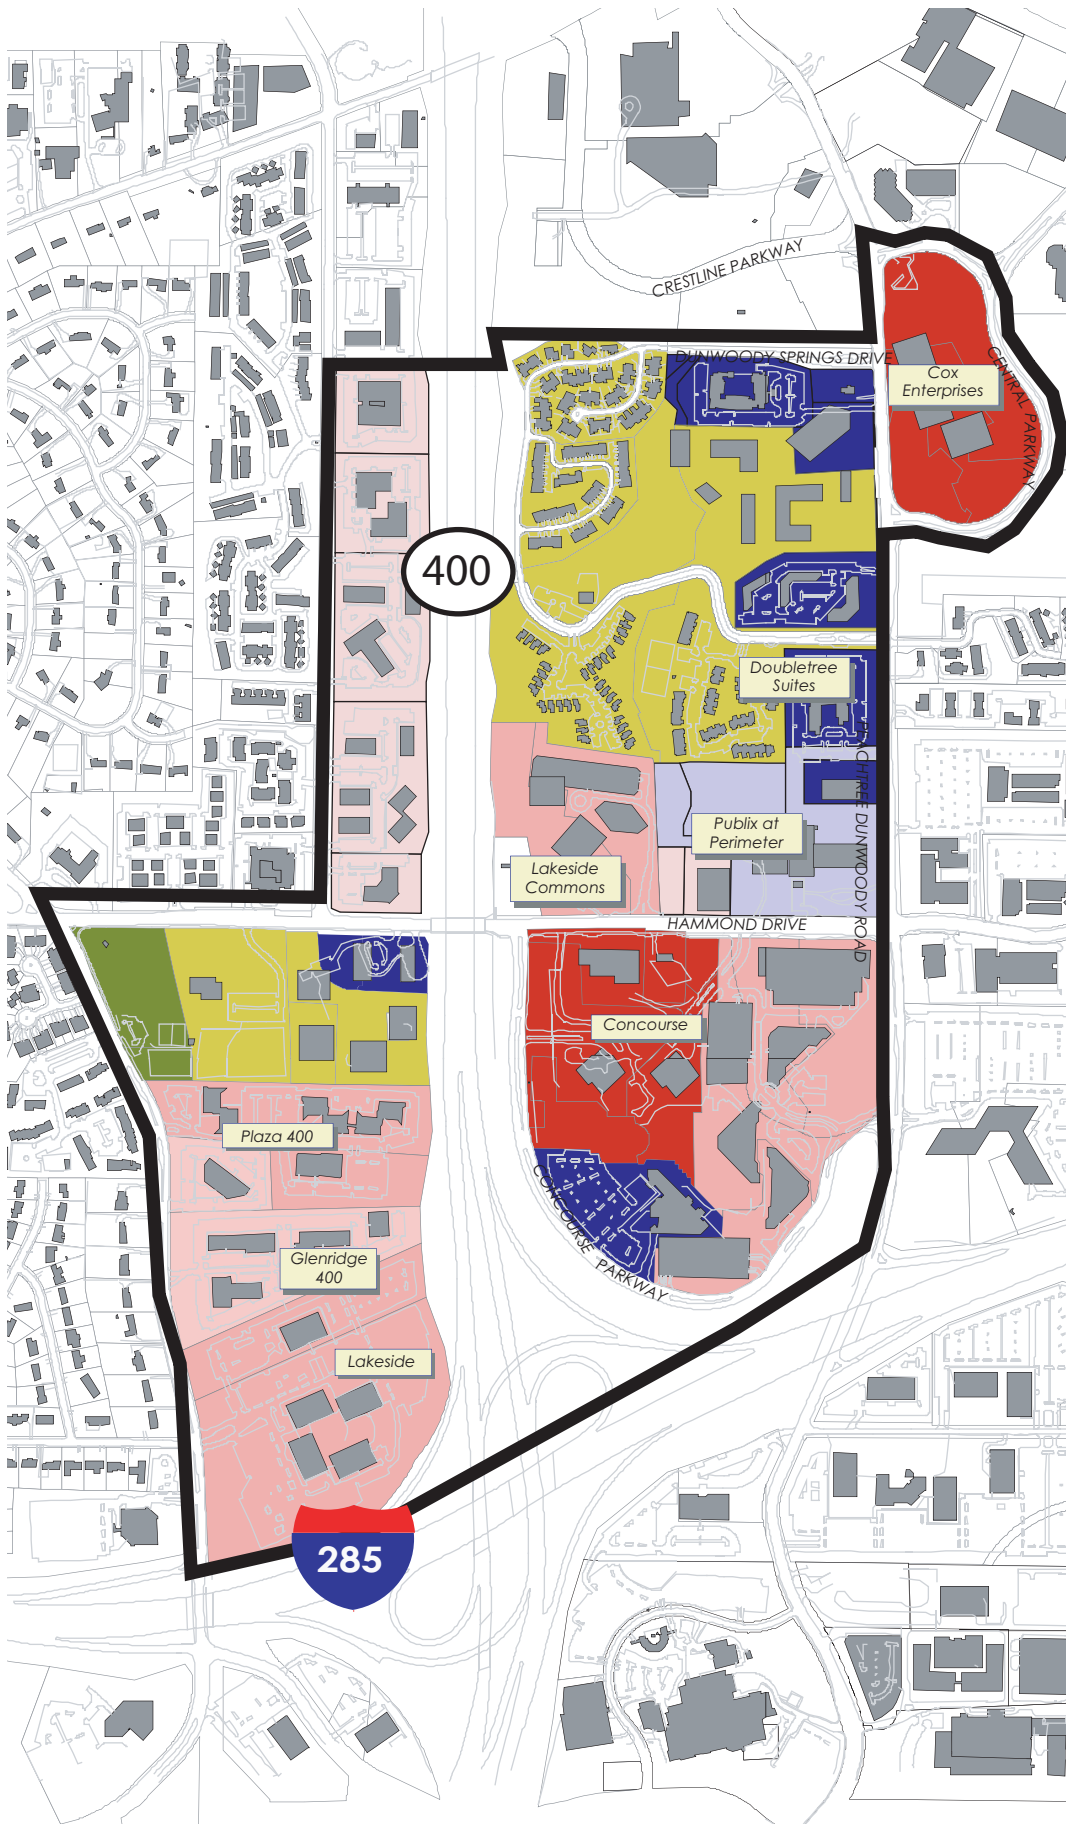 CRESTLINE PARKWAY
DUNWOODY SPRINGS DRIVE
Cox
Enterprises
CENTRAL PARKWAY
400
Doubletree
Suites
PEACHTREE DUNWOODY ROAD
Publix at
Perimeter
Lakeside
Commons
HAMMOND DRIVE
Concourse
Plaza 400
CONCOURSE PARKWAY
Glenridge
400
Lakeside
285